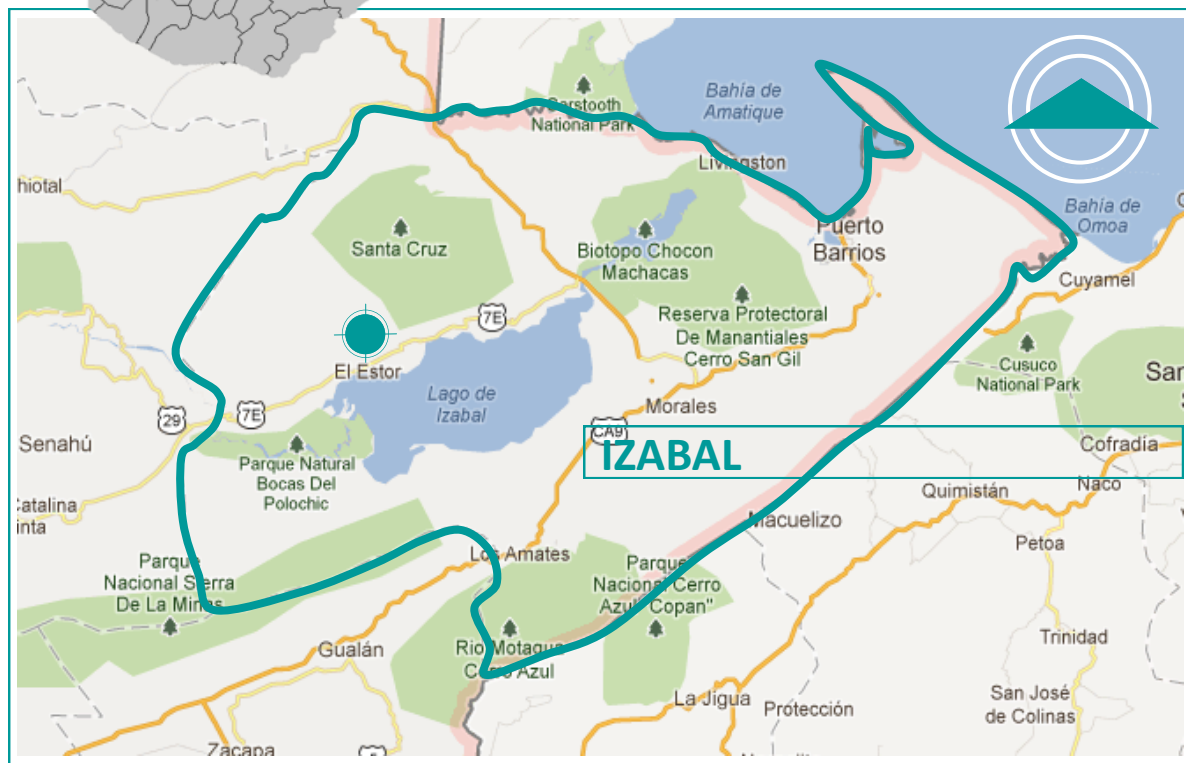 Bahía de
Amatique
Sarstooth
National Park
Livingston
hiotal
Bahía de
Omoa
Puerto
Barrios
Santa Cruz
Biotopo Chocon
Machacas
Cuyamel
7E
Reserva Protectoral
De Manantiales
Cerro San Gil
El Estor
Cusuco
National Park
San
Lago de
Izabal
Morales
29
7E
CA9
Senahú
IZABAL
Cofradía
Parque Natural
Bocas Del
Polochic
Naco
Quimistán
Catalina
inta
Macuelizo
Petoa
Los Amates
Parque
Nacional Sierra
De La Minas
Parque
Nacional Cerro
Azul "Copan"
Trinidad
Rio Motagua
Cerro Azul
Gualán
La Jigua
Protección
San José
de Colinas
Zacapa